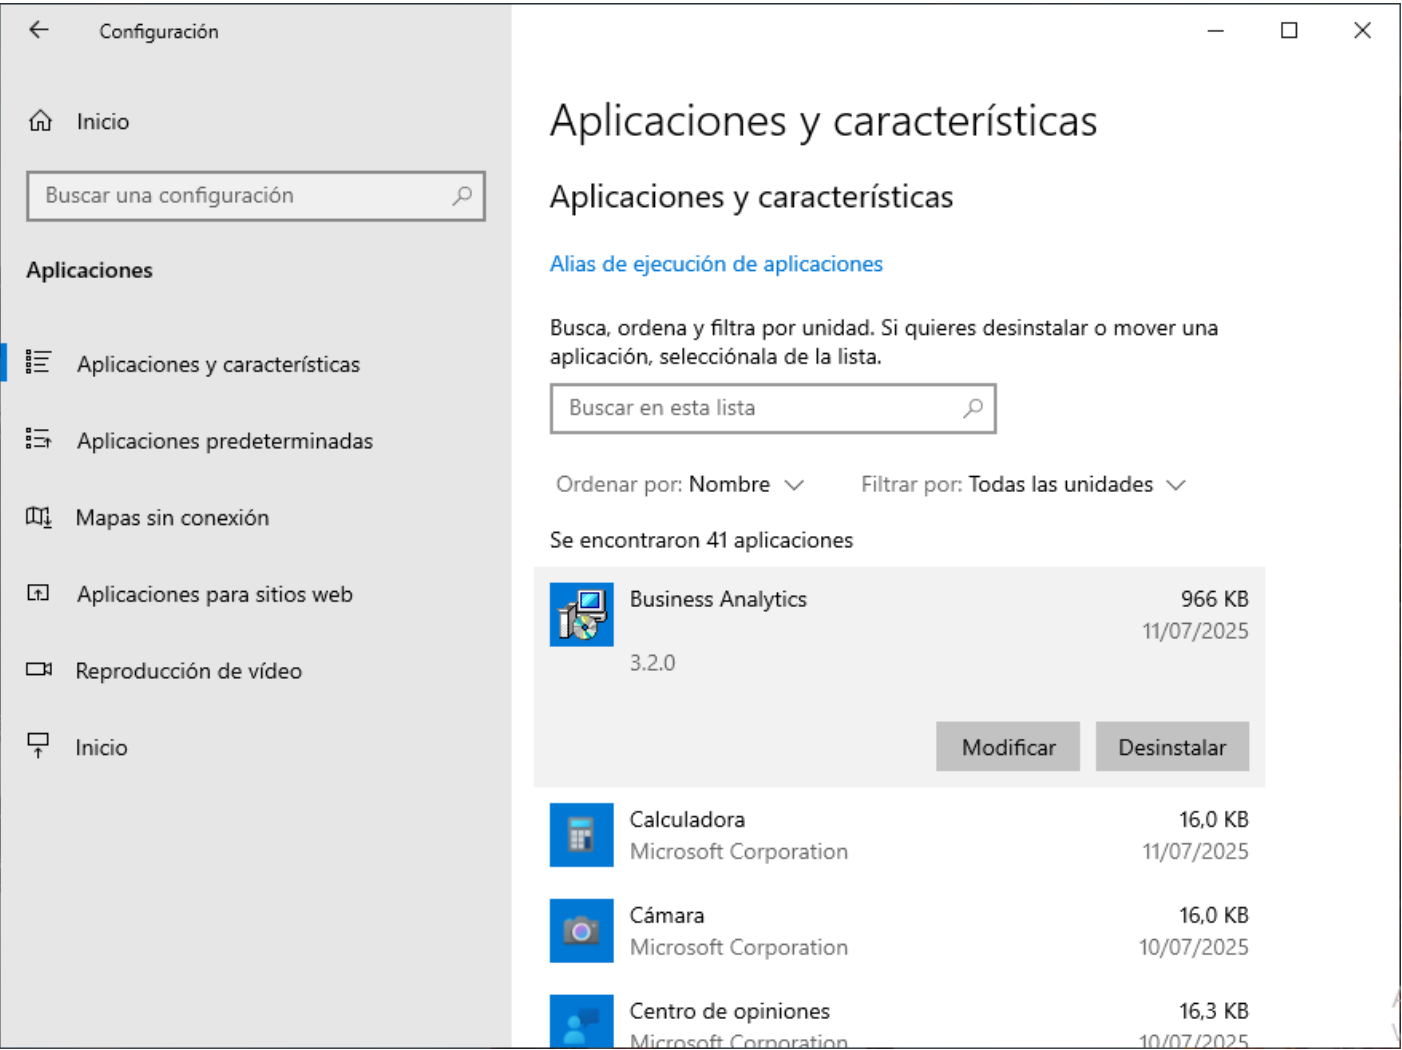 Configuración
Inicio
Buscar una configuración
Aplicaciones
Aplicaciones y características
Aplicaciones predeterminadas
Mapas sin conexión
Aplicaciones para sitios web
Reproducción de vídeo
Inicio
Aplicaciones y características
Aplicaciones y características
Alias de ejecución de aplicaciones
Busca, ordena y filtra por unidad. Si quieres desinstalar o mover una
aplicación, selecciónala de la lista.
Buscar en esta lista
Ordenar por: Nombre Filtrar por: Todas las unidades
Se encontraron 41 aplicaciones
Business Analytics 966 KB
11/07/2025
3.2.0
Modificar Desinstalar
Calculadora 16,0 KB
Microsoft Corporation 11/07/2025
Cámara 16,0 KB
Microsoft Corporation 10/07/2025
Centro de opiniones 16,3 KB
Microsoft Corporation 10/07/2025